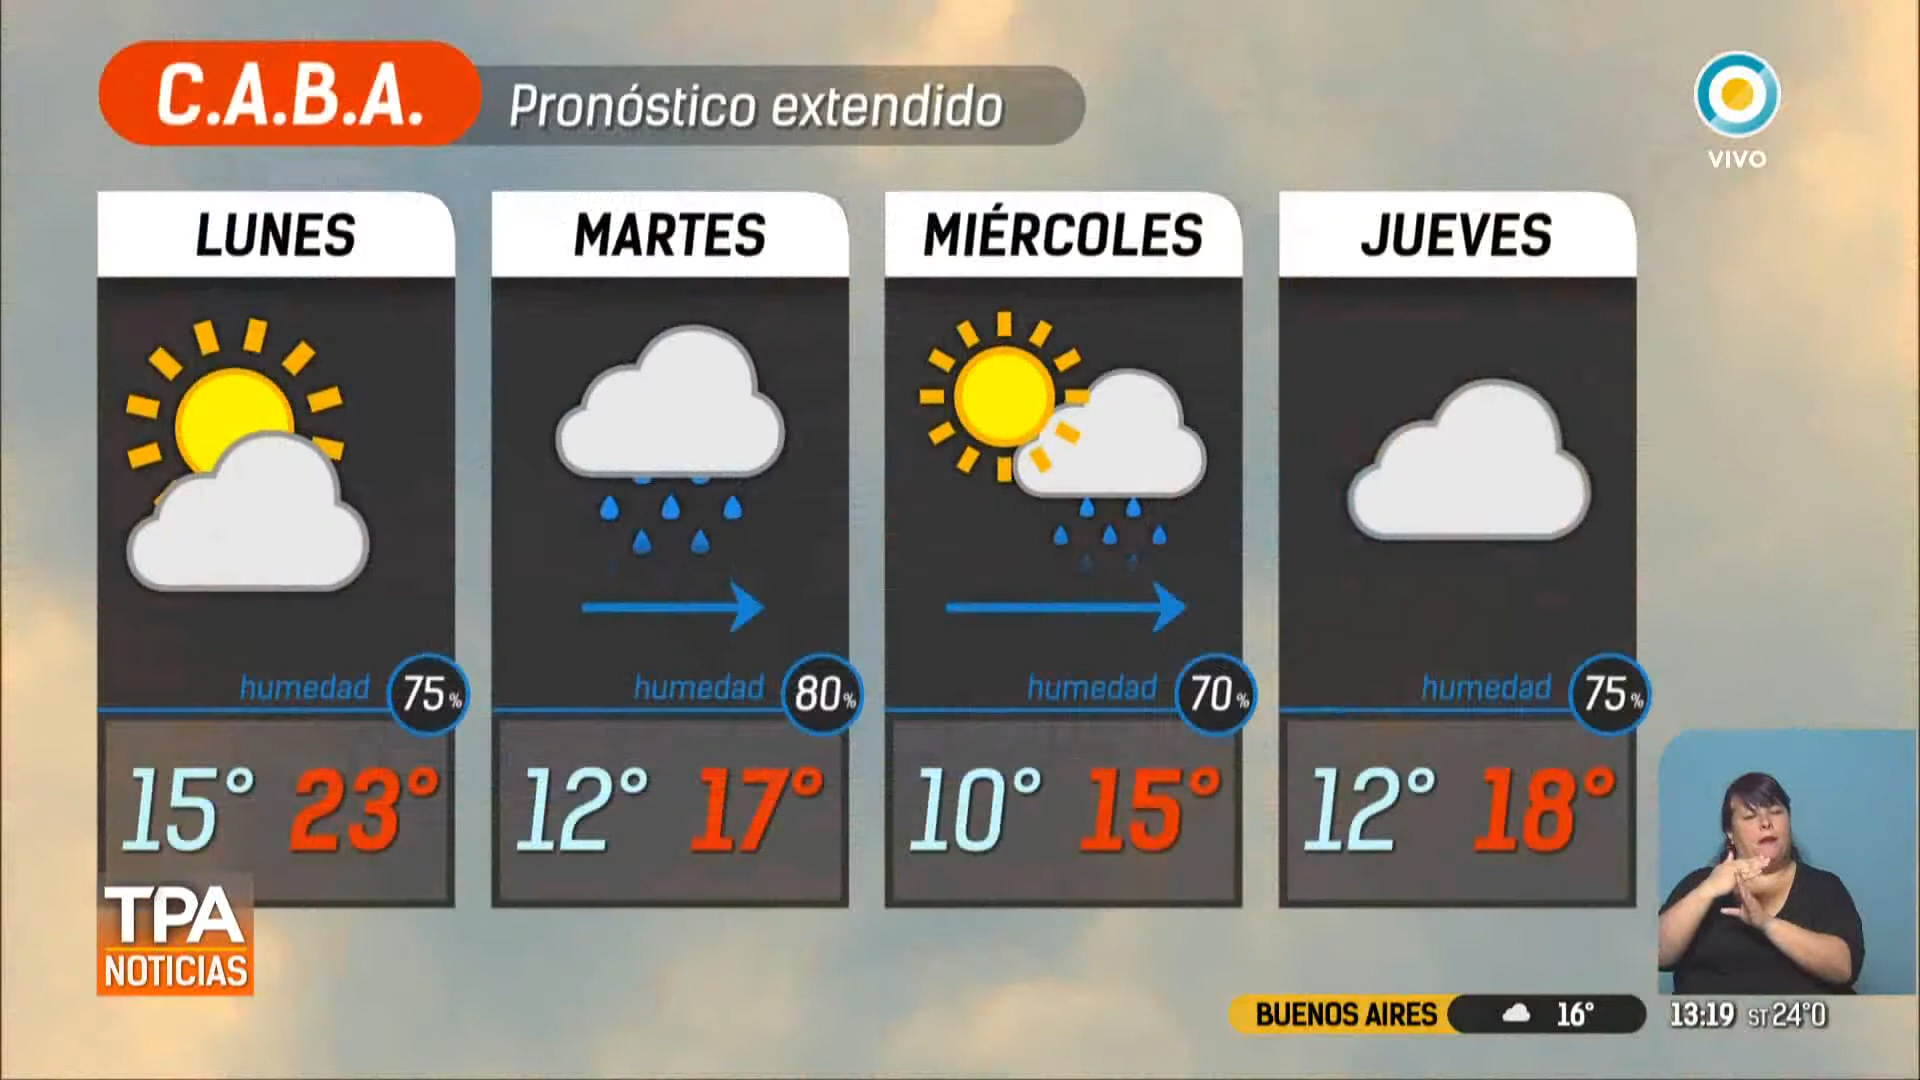 C.A.B.A.
Pronóstico extendido
VIVO
LUNES
humedad 75%
15° 23°
MARTES
humedad 80%
12° 17°
MIÉRCOLES
humedad 70%
10° 15°
JUEVES
humedad 75%
12° 18°
TPA
NOTICIAS
BUENOS AIRES 16° 13:19 ST 24°0